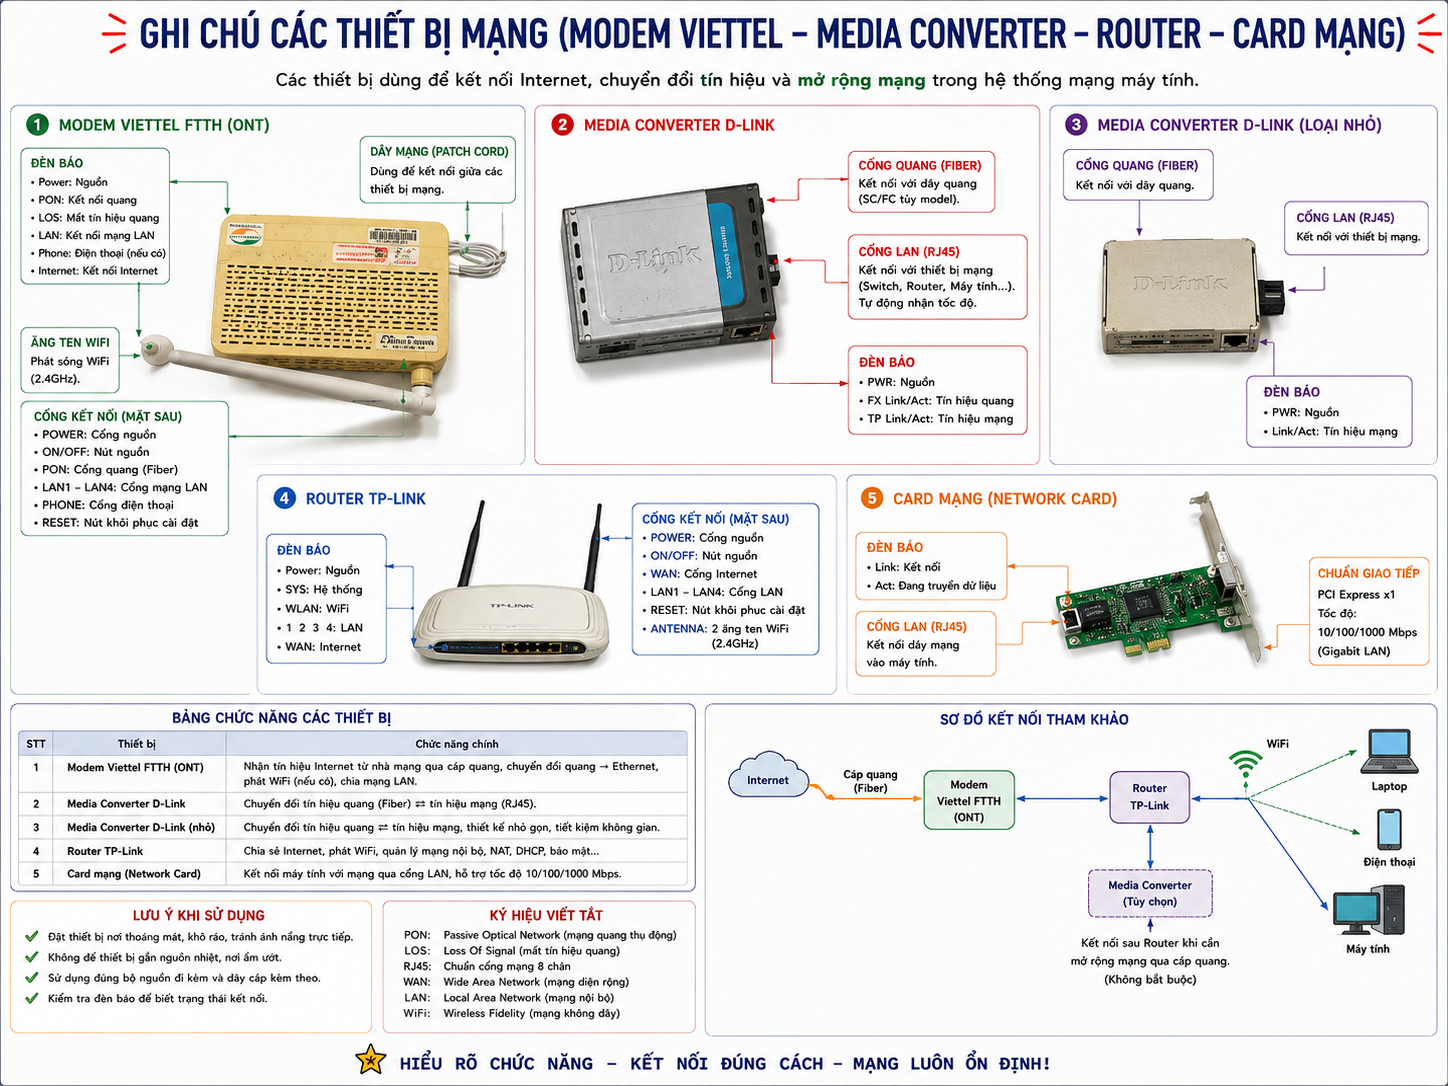 GHI CHÚ CÁC THIẾT BỊ MẠNG (MODEM VIETTEL – MEDIA CONVERTER – ROUTER – CARD MẠNG)
Các thiết bị dùng để kết nối Internet, chuyển đổi tín hiệu và mở rộng mạng trong hệ thống mạng máy tính.
1 MODEM VIETTEL FTTH (ONT)
ĐÈN BÁO
• Power: Nguồn
• PON: Kết nối quang
• LOS: Mất tín hiệu quang
• LAN: Kết nối mạng LAN
• Phone: Điện thoại (nếu có)
• Internet: Kết nối Internet
DÂY MẠNG (PATCH CORD)
Dùng để kết nối giữa các
thiết bị mạng.
ĂNG TEN WIFI
Phát sóng WiFi
(2.4GHz).
CỔNG KẾT NỐI (MẶT SAU)
• POWER: Cổng nguồn
• ON/OFF: Nút nguồn
• PON: Cổng quang (Fiber)
• LAN1 – LAN4: Cổng mạng LAN
• PHONE: Cổng điện thoại
• RESET: Nút khôi phục cài đặt
2 MEDIA CONVERTER D-LINK
D-Link
CỔNG QUANG (FIBER)
Kết nối với dây quang
(SC/FC tùy model).
CỔNG LAN (RJ45)
Kết nối với thiết bị mạng
(Switch, Router, Máy tính...).
Tự động nhận tốc độ.
ĐÈN BÁO
• PWR: Nguồn
• FX Link/Act: Tín hiệu quang
• TP Link/Act: Tín hiệu mạng
3 MEDIA CONVERTER D-LINK (LOẠI NHỎ)
CỔNG QUANG (FIBER)
Kết nối với dây quang.
CỔNG LAN (RJ45)
Kết nối với thiết bị mạng.
D-Link
ĐÈN BÁO
• PWR: Nguồn
• Link/Act: Tín hiệu mạng
4 ROUTER TP-LINK
ĐÈN BÁO
• Power: Nguồn
• SYS: Hệ thống
• WLAN: WiFi
• 1 2 3 4: LAN
• WAN: Internet
TP-LINK
CỔNG KẾT NỐI (MẶT SAU)
• POWER: Cổng nguồn
• ON/OFF: Nút nguồn
• WAN: Cổng Internet
• LAN1 – LAN4: Cổng LAN
• RESET: Nút khôi phục cài đặt
• ANTENNA: 2 ăng ten WiFi
(2.4GHz)
5 CARD MẠNG (NETWORK CARD)
ĐÈN BÁO
• Link: Kết nối
• Act: Đang truyền dữ liệu
CỔNG LAN (RJ45)
Kết nối dây mạng
vào máy tính.
CHUẨN GIAO TIẾP
PCI Express x1
Tốc độ:
10/100/1000 Mbps
(Gigabit LAN)
BẢNG CHỨC NĂNG CÁC THIẾT BỊ
STT Thiết bị Chức năng chính
1 Modem Viettel FTTH (ONT) Nhận tín hiệu Internet từ nhà mạng qua cáp quang, chuyển đổi quang → Ethernet,
phát WiFi (nếu có), chia mạng LAN.
2 Media Converter D-Link Chuyển đổi tín hiệu quang (Fiber) ⇌ tín hiệu mạng (RJ45).
3 Media Converter D-Link (nhỏ) Chuyển đổi tín hiệu quang ⇌ tín hiệu mạng, thiết kế nhỏ gọn, tiết kiệm không gian.
4 Router TP-Link Chia sẻ Internet, phát WiFi, quản lý mạng nội bộ, NAT, DHCP, bảo mật...
5 Card mạng (Network Card) Kết nối máy tính với mạng qua cổng LAN, hỗ trợ tốc độ 10/100/1000 Mbps.
LƯU Ý KHI SỬ DỤNG
Đặt thiết bị nơi thoáng mát, khô ráo, tránh ánh nắng trực tiếp.
Không để thiết bị gần nguồn nhiệt, nơi ẩm ướt.
Sử dụng đúng bộ nguồn đi kèm và dây cáp kèm theo.
Kiểm tra đèn báo để biết trạng thái kết nối.
KÝ HIỆU VIẾT TẮT
PON: Passive Optical Network (mạng quang thụ động)
LOS: Loss Of Signal (mất tín hiệu quang)
RJ45: Chuẩn cổng mạng 8 chân
WAN: Wide Area Network (mạng diện rộng)
LAN: Local Area Network (mạng nội bộ)
WiFi: Wireless Fidelity (mạng không dây)
SƠ ĐỒ KẾT NỐI THAM KHẢO
Internet
Cáp quang
(Fiber)
Modem
Viettel FTTH
(ONT)
Router
TP-Link
WiFi
Laptop
Điện thoại
Máy tính
Media Converter
(Tùy chọn)
Kết nối sau Router khi cần
mở rộng mạng qua cáp quang.
(Không bắt buộc)
HIỂU RÕ CHỨC NĂNG – KẾT NỐI ĐÚNG CÁCH – MẠNG LUÔN ỔN ĐỊNH!